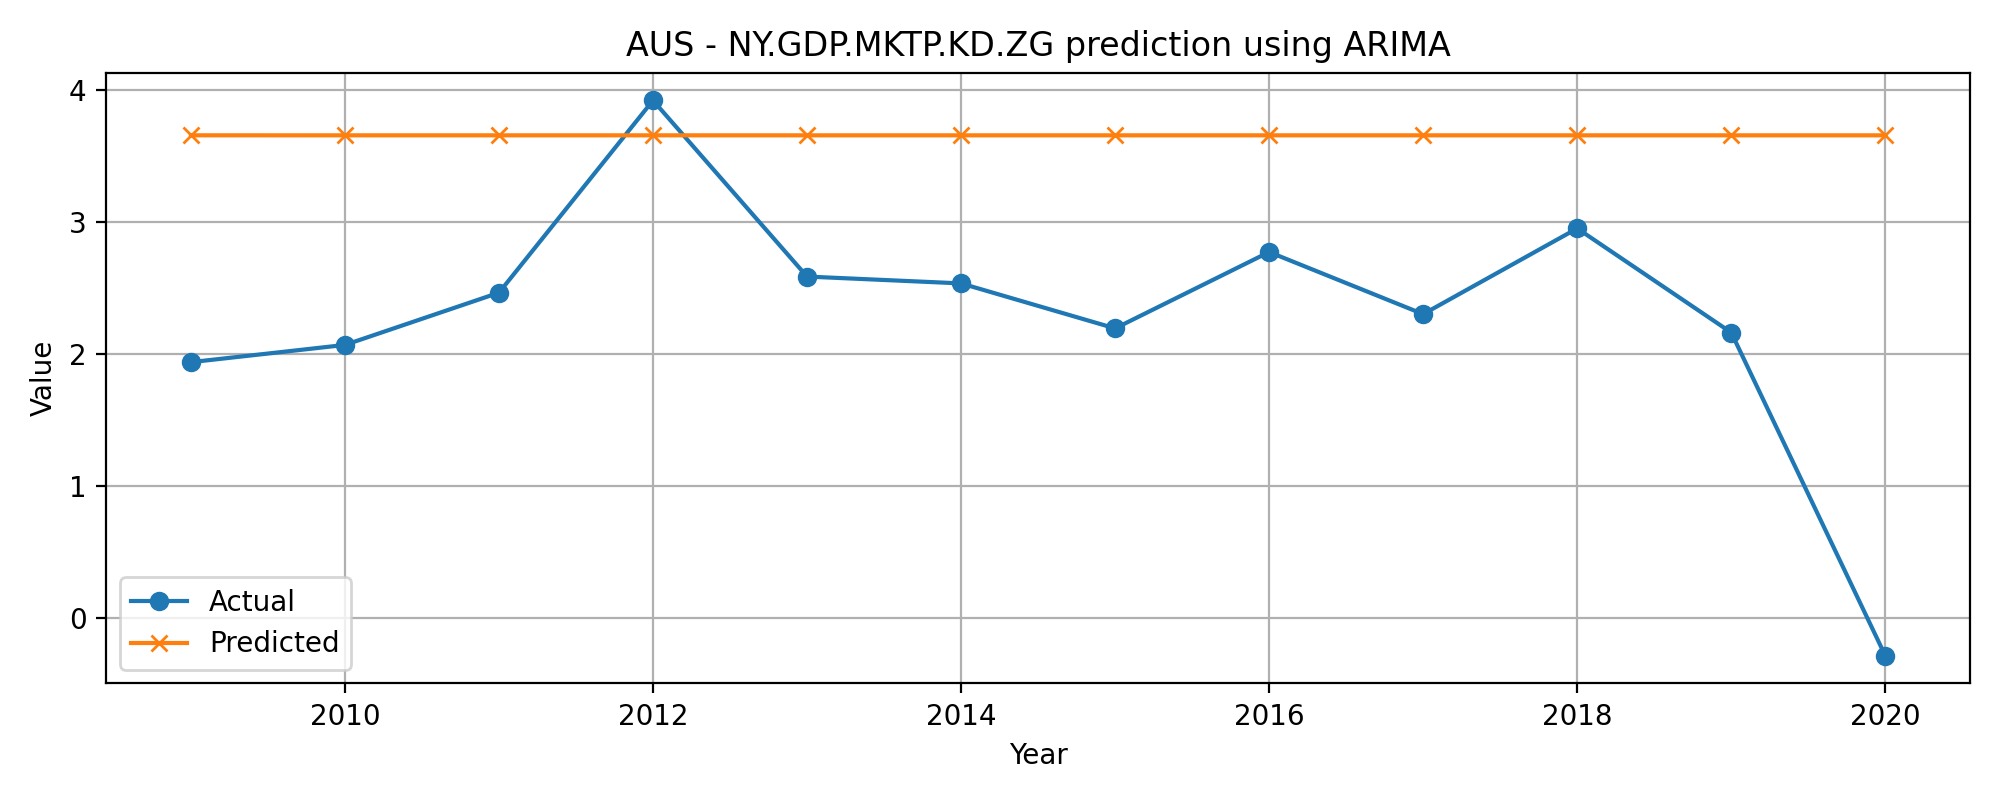 AUS - NY.GDP.MKTP.KD.ZG prediction using ARIMA
4
3
2
1
0
Value
Actual
Predicted
2010 2012 2014 2016 2018 2020
Year